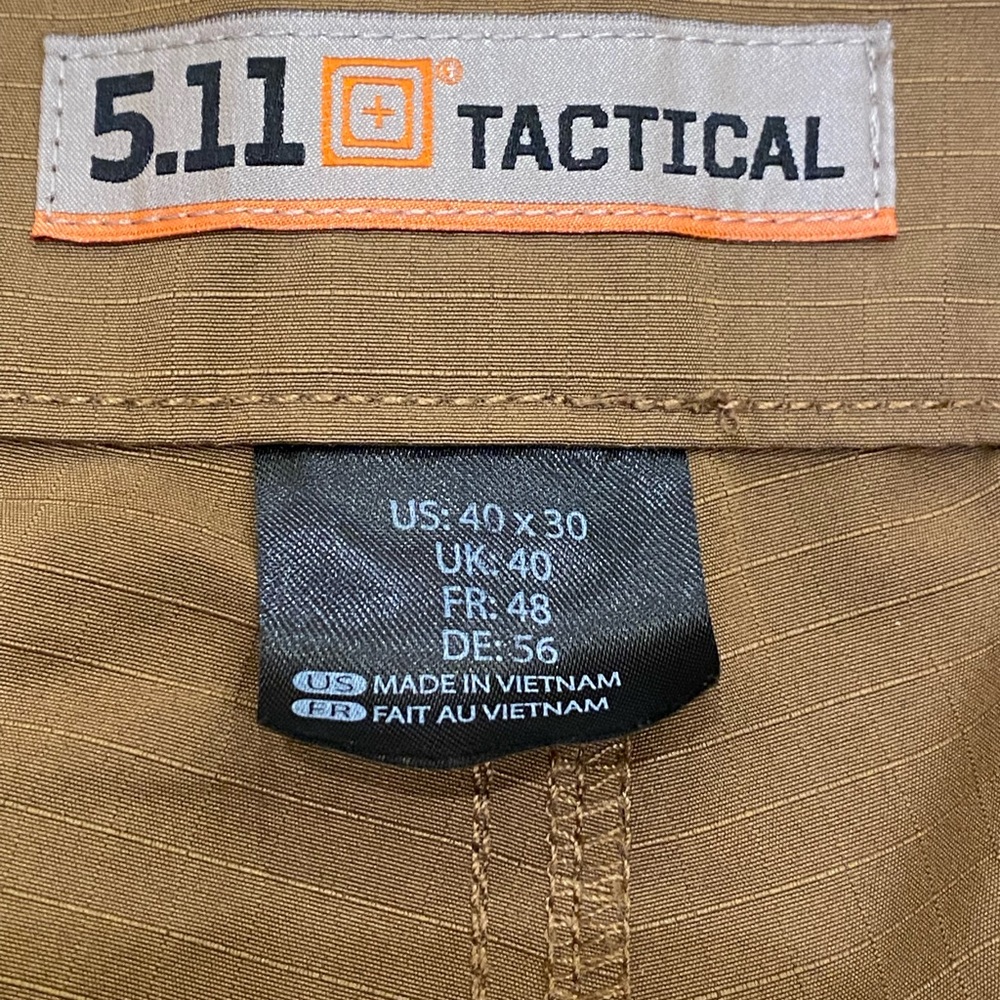 5.11 TACTICAL
US: 40 x 30
UK: 40
FR: 48
DE: 56
US MADE IN VIETNAM
FR FAIT AU VIETNAM